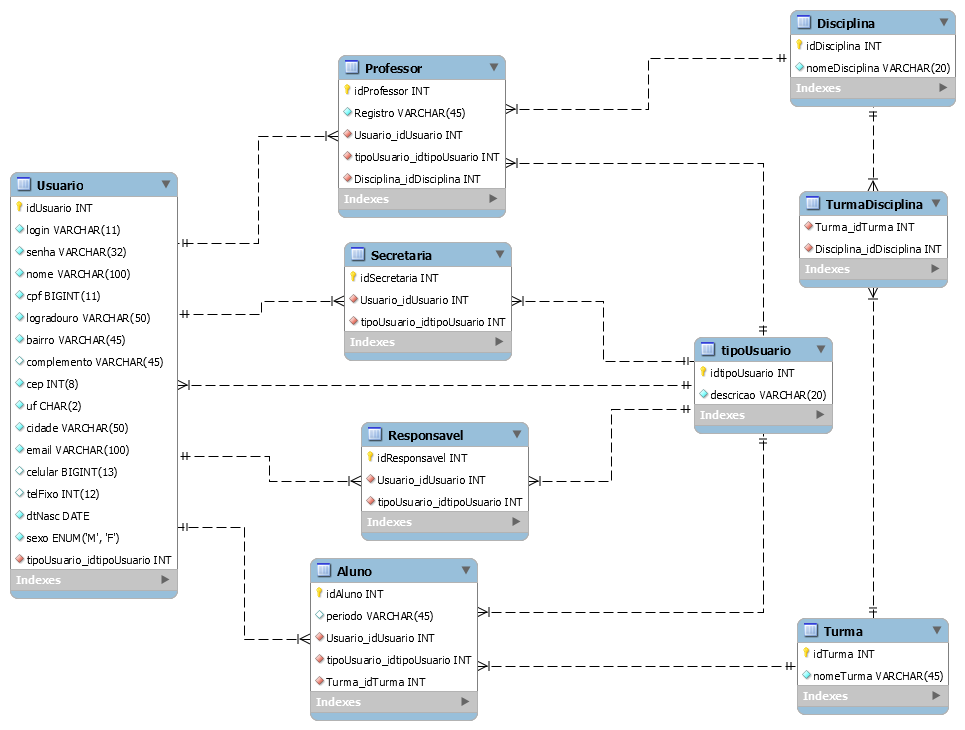 Disciplina
idDisciplina INT
nomeDisciplina VARCHAR(20)
Indexes
Professor
idProfessor INT
Registro VARCHAR(45)
Usuario_idUsuario INT
tipoUsuario_idtipoUsuario INT
Disciplina_idDisciplina INT
Indexes
Usuario
idUsuario INT
login VARCHAR(11)
senha VARCHAR(32)
nome VARCHAR(100)
cpf BIGINT(11)
logradouro VARCHAR(50)
bairro VARCHAR(45)
complemento VARCHAR(45)
cep INT(8)
uf CHAR(2)
cidade VARCHAR(50)
email VARCHAR(100)
celular BIGINT(13)
telFixo INT(12)
dtNasc DATE
sexo ENUM('M', 'F')
tipoUsuario_idtipoUsuario INT
Indexes
TurmaDisciplina
Turma_idTurma INT
Disciplina_idDisciplina INT
Indexes
Secretaria
idSecretaria INT
Usuario_idUsuario INT
tipoUsuario_idtipoUsuario INT
Indexes
tipoUsuario
idtipoUsuario INT
descricao VARCHAR(20)
Indexes
Responsavel
idResponsavel INT
Usuario_idUsuario INT
tipoUsuario_idtipoUsuario INT
Indexes
Aluno
idAluno INT
periodo VARCHAR(45)
Usuario_idUsuario INT
tipoUsuario_idtipoUsuario INT
Turma_idTurma INT
Indexes
Turma
idTurma INT
nomeTurma VARCHAR(45)
Indexes